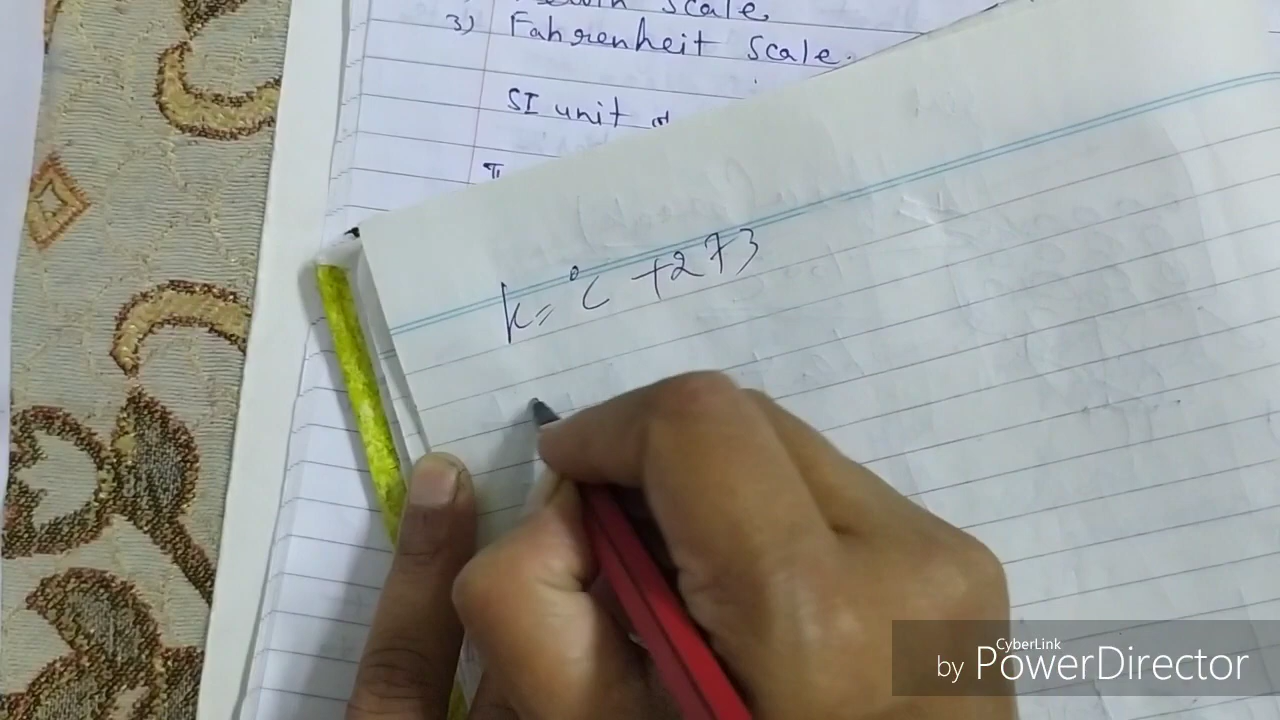 scale
3) Fahrenheit Scale.
SI unit
k = °c + 273
CyberLink
by PowerDirector